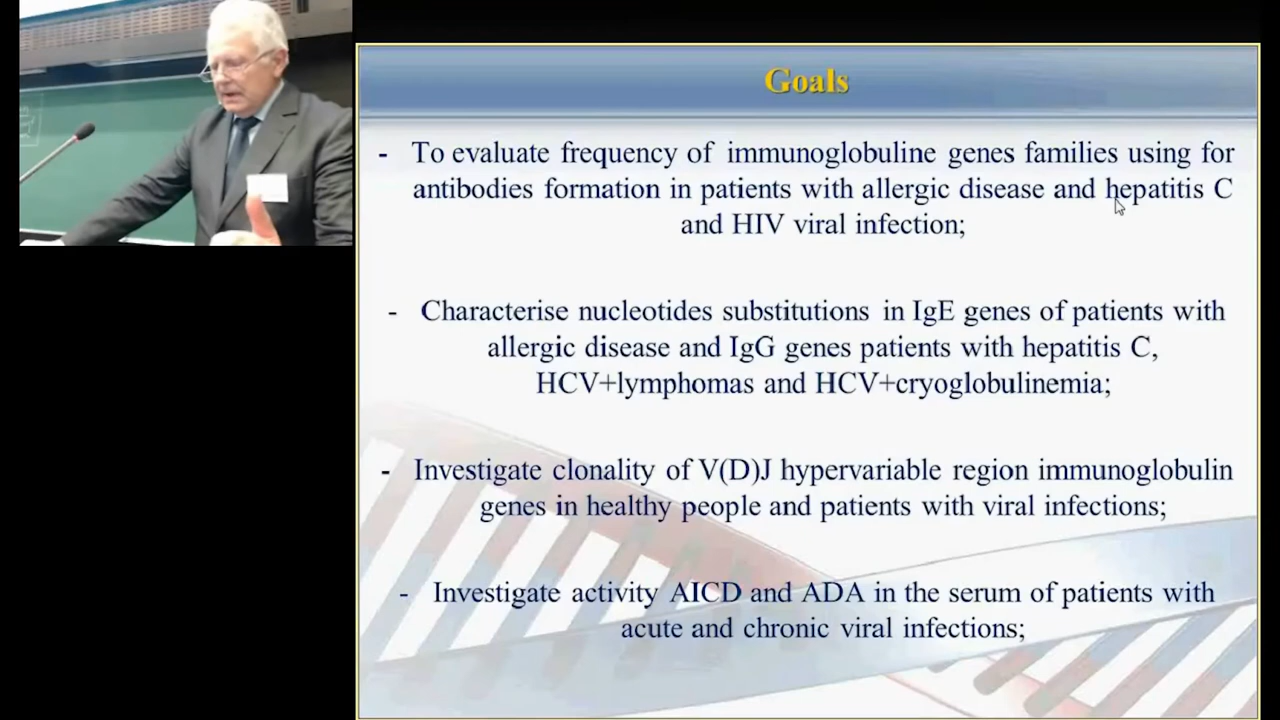 Goals
- To evaluate frequency of immunoglobuline genes families using for
antibodies formation in patients with allergic disease and hepatitis C
and HIV viral infection;
- Characterise nucleotides substitutions in IgE genes of patients with
allergic disease and IgG genes patients with hepatitis C,
HCV+lymphomas and HCV+cryoglobulinemia;
- Investigate clonality of V(D)J hypervariable region immunoglobulin
genes in healthy people and patients with viral infections;
- Investigate activity AICD and ADA in the serum of patients with
acute and chronic viral infections;